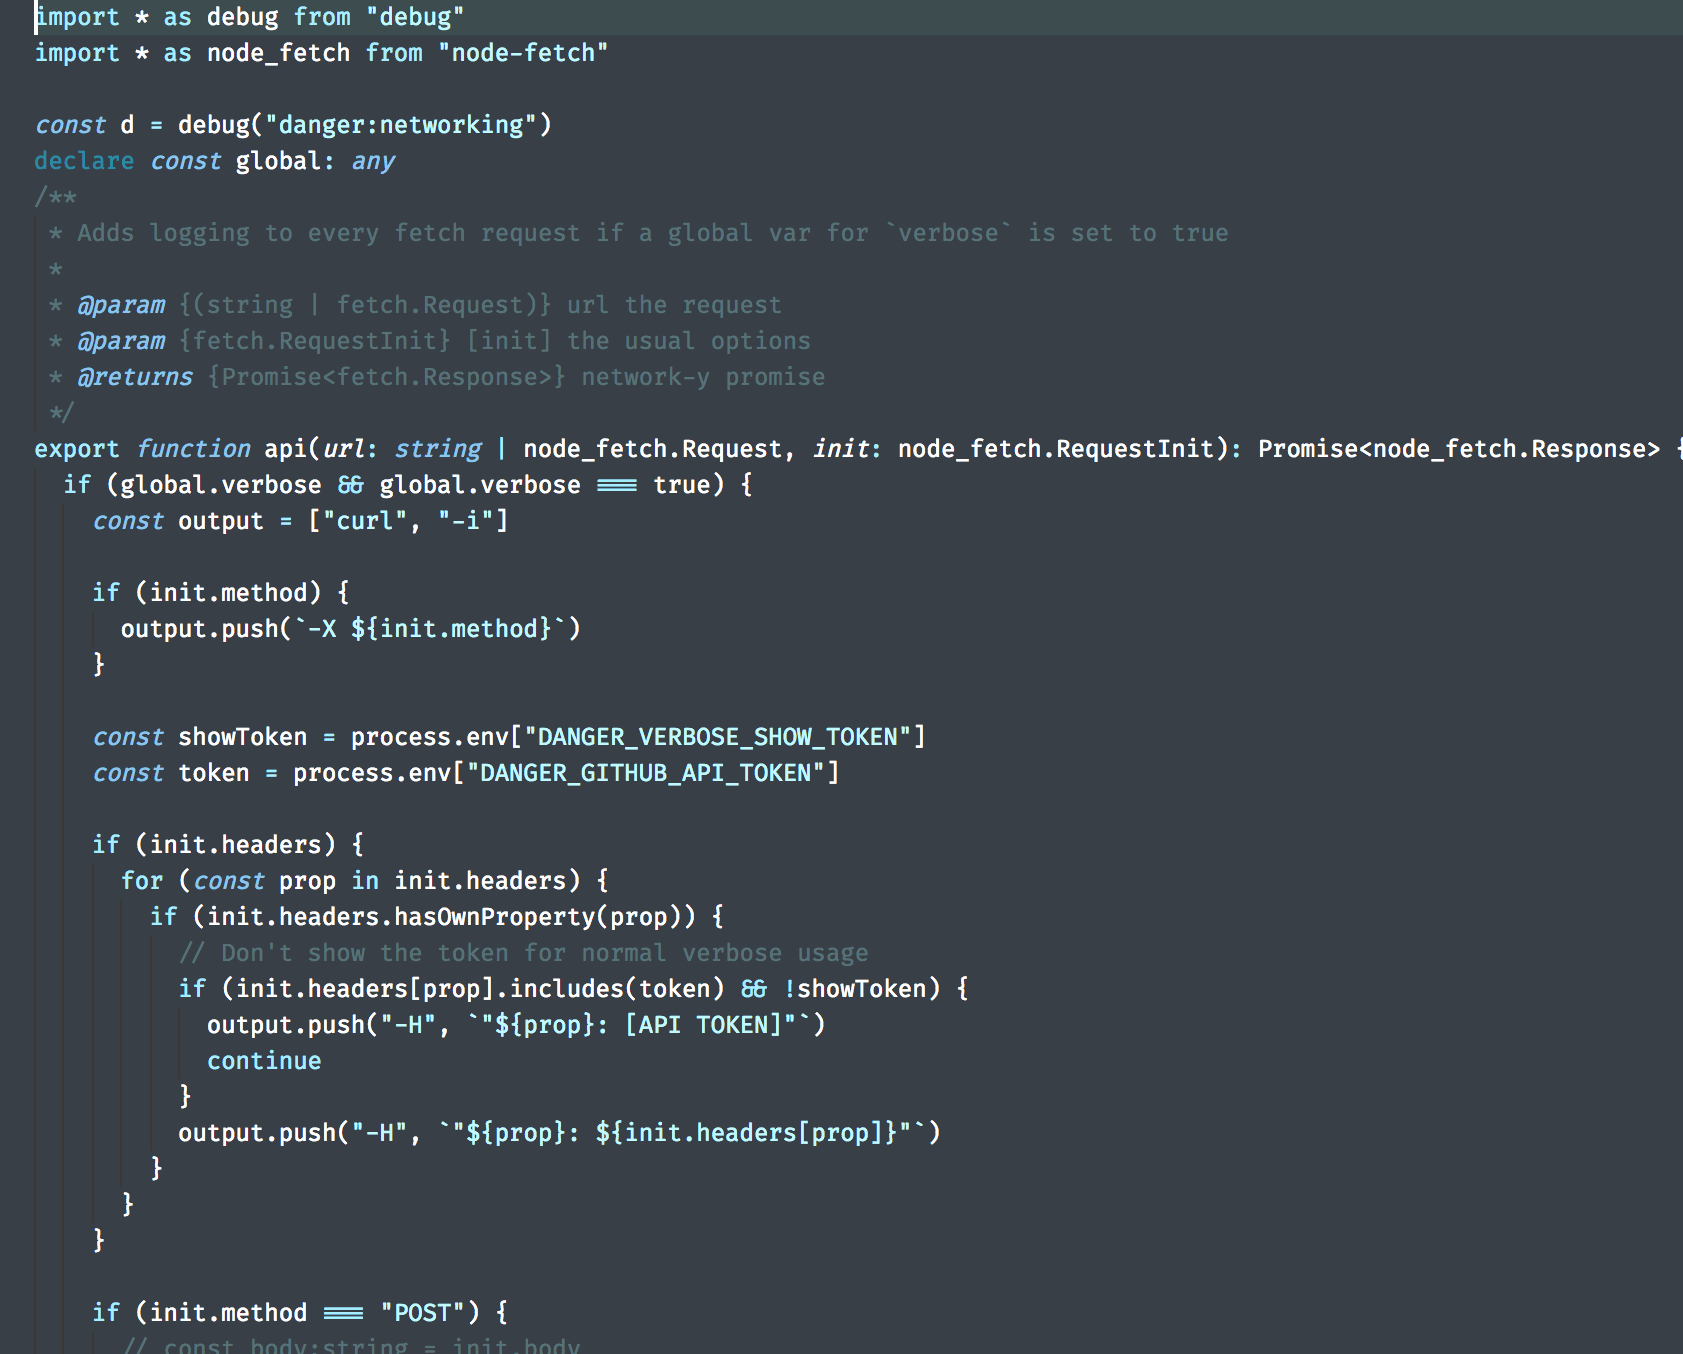 import * as debug from "debug"
import * as node_fetch from "node-fetch"

const d = debug("danger:networking")
declare const global: any
/**
 * Adds logging to every fetch request if a global var for `verbose` is set to true
 *
 * @param {(string | fetch.Request)} url the request
 * @param {fetch.RequestInit} [init] the usual options
 * @returns {Promise<fetch.Response>} network-y promise
 */
export function api(url: string | node_fetch.Request, init: node_fetch.RequestInit): Promise<node_fetch.Response> {
  if (global.verbose && global.verbose === true) {
    const output = ["curl", "-i"]

    if (init.method) {
      output.push(`-X ${init.method}`)
    }

    const showToken = process.env["DANGER_VERBOSE_SHOW_TOKEN"]
    const token = process.env["DANGER_GITHUB_API_TOKEN"]

    if (init.headers) {
      for (const prop in init.headers) {
        if (init.headers.hasOwnProperty(prop)) {
          // Don't show the token for normal verbose usage
          if (init.headers[prop].includes(token) && !showToken) {
            output.push("-H", `"${prop}: [API TOKEN]"`)
            continue
          }
          output.push("-H", `"${prop}: ${init.headers[prop]}"`)
        }
      }
    }

    if (init.method === "POST") {
      // const body:string = init.body